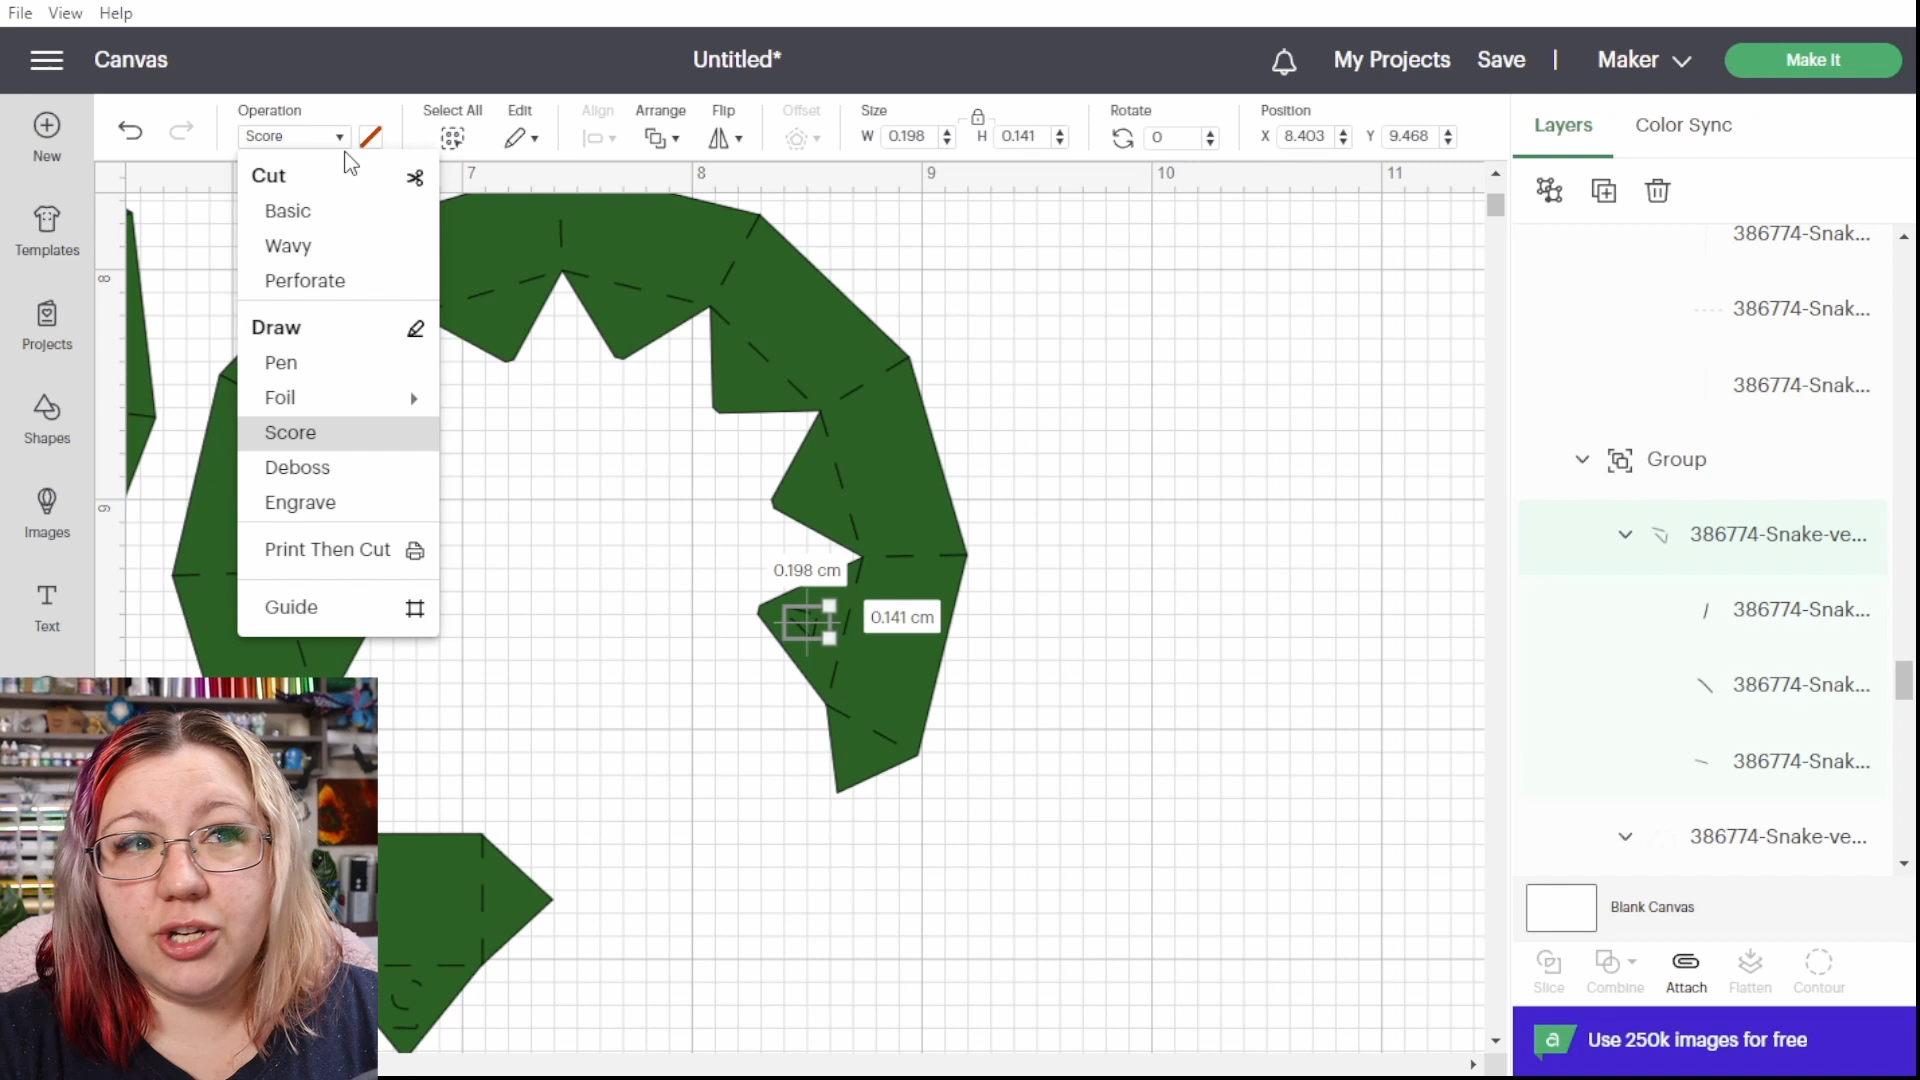 File View Help
Canvas
Untitled*
My Projects Save | Maker
Make It
New
Templates
Projects
Shapes
Images
Text
Operation
Score
Select All
Edit
Align
Arrange
Flip
Offset
Size
W 0.198 H 0.141
Rotate
0
Position
X 8.403 Y 9.468
Cut
Basic
Wavy
Perforate
Draw
Pen
Foil
Score
Deboss
Engrave
Print Then Cut
Guide
7 8 9 10 11
8
9
0.198 cm
0.141 cm
Layers Color Sync
386774-Snak...
386774-Snak...
386774-Snak...
Group
386774-Snake-ve...
386774-Snak...
386774-Snak...
386774-Snak...
386774-Snake-ve...
Blank Canvas
Slice Combine Attach Flatten Contour
a Use 250k images for free